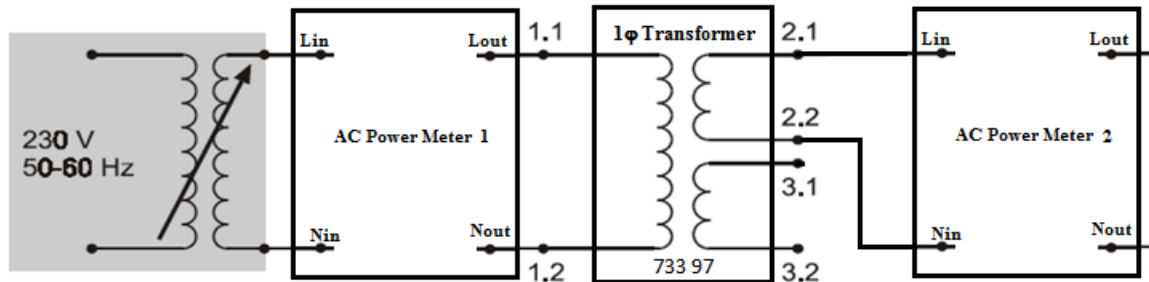 230 V
50-60 Hz
Lin
Nin
AC Power Meter 1
Lout
Nout
1.1
1.2
1φ Transformer
733 97
2.1
2.2
3.1
3.2
Lin
Nin
AC Power Meter 2
Lout
Nout